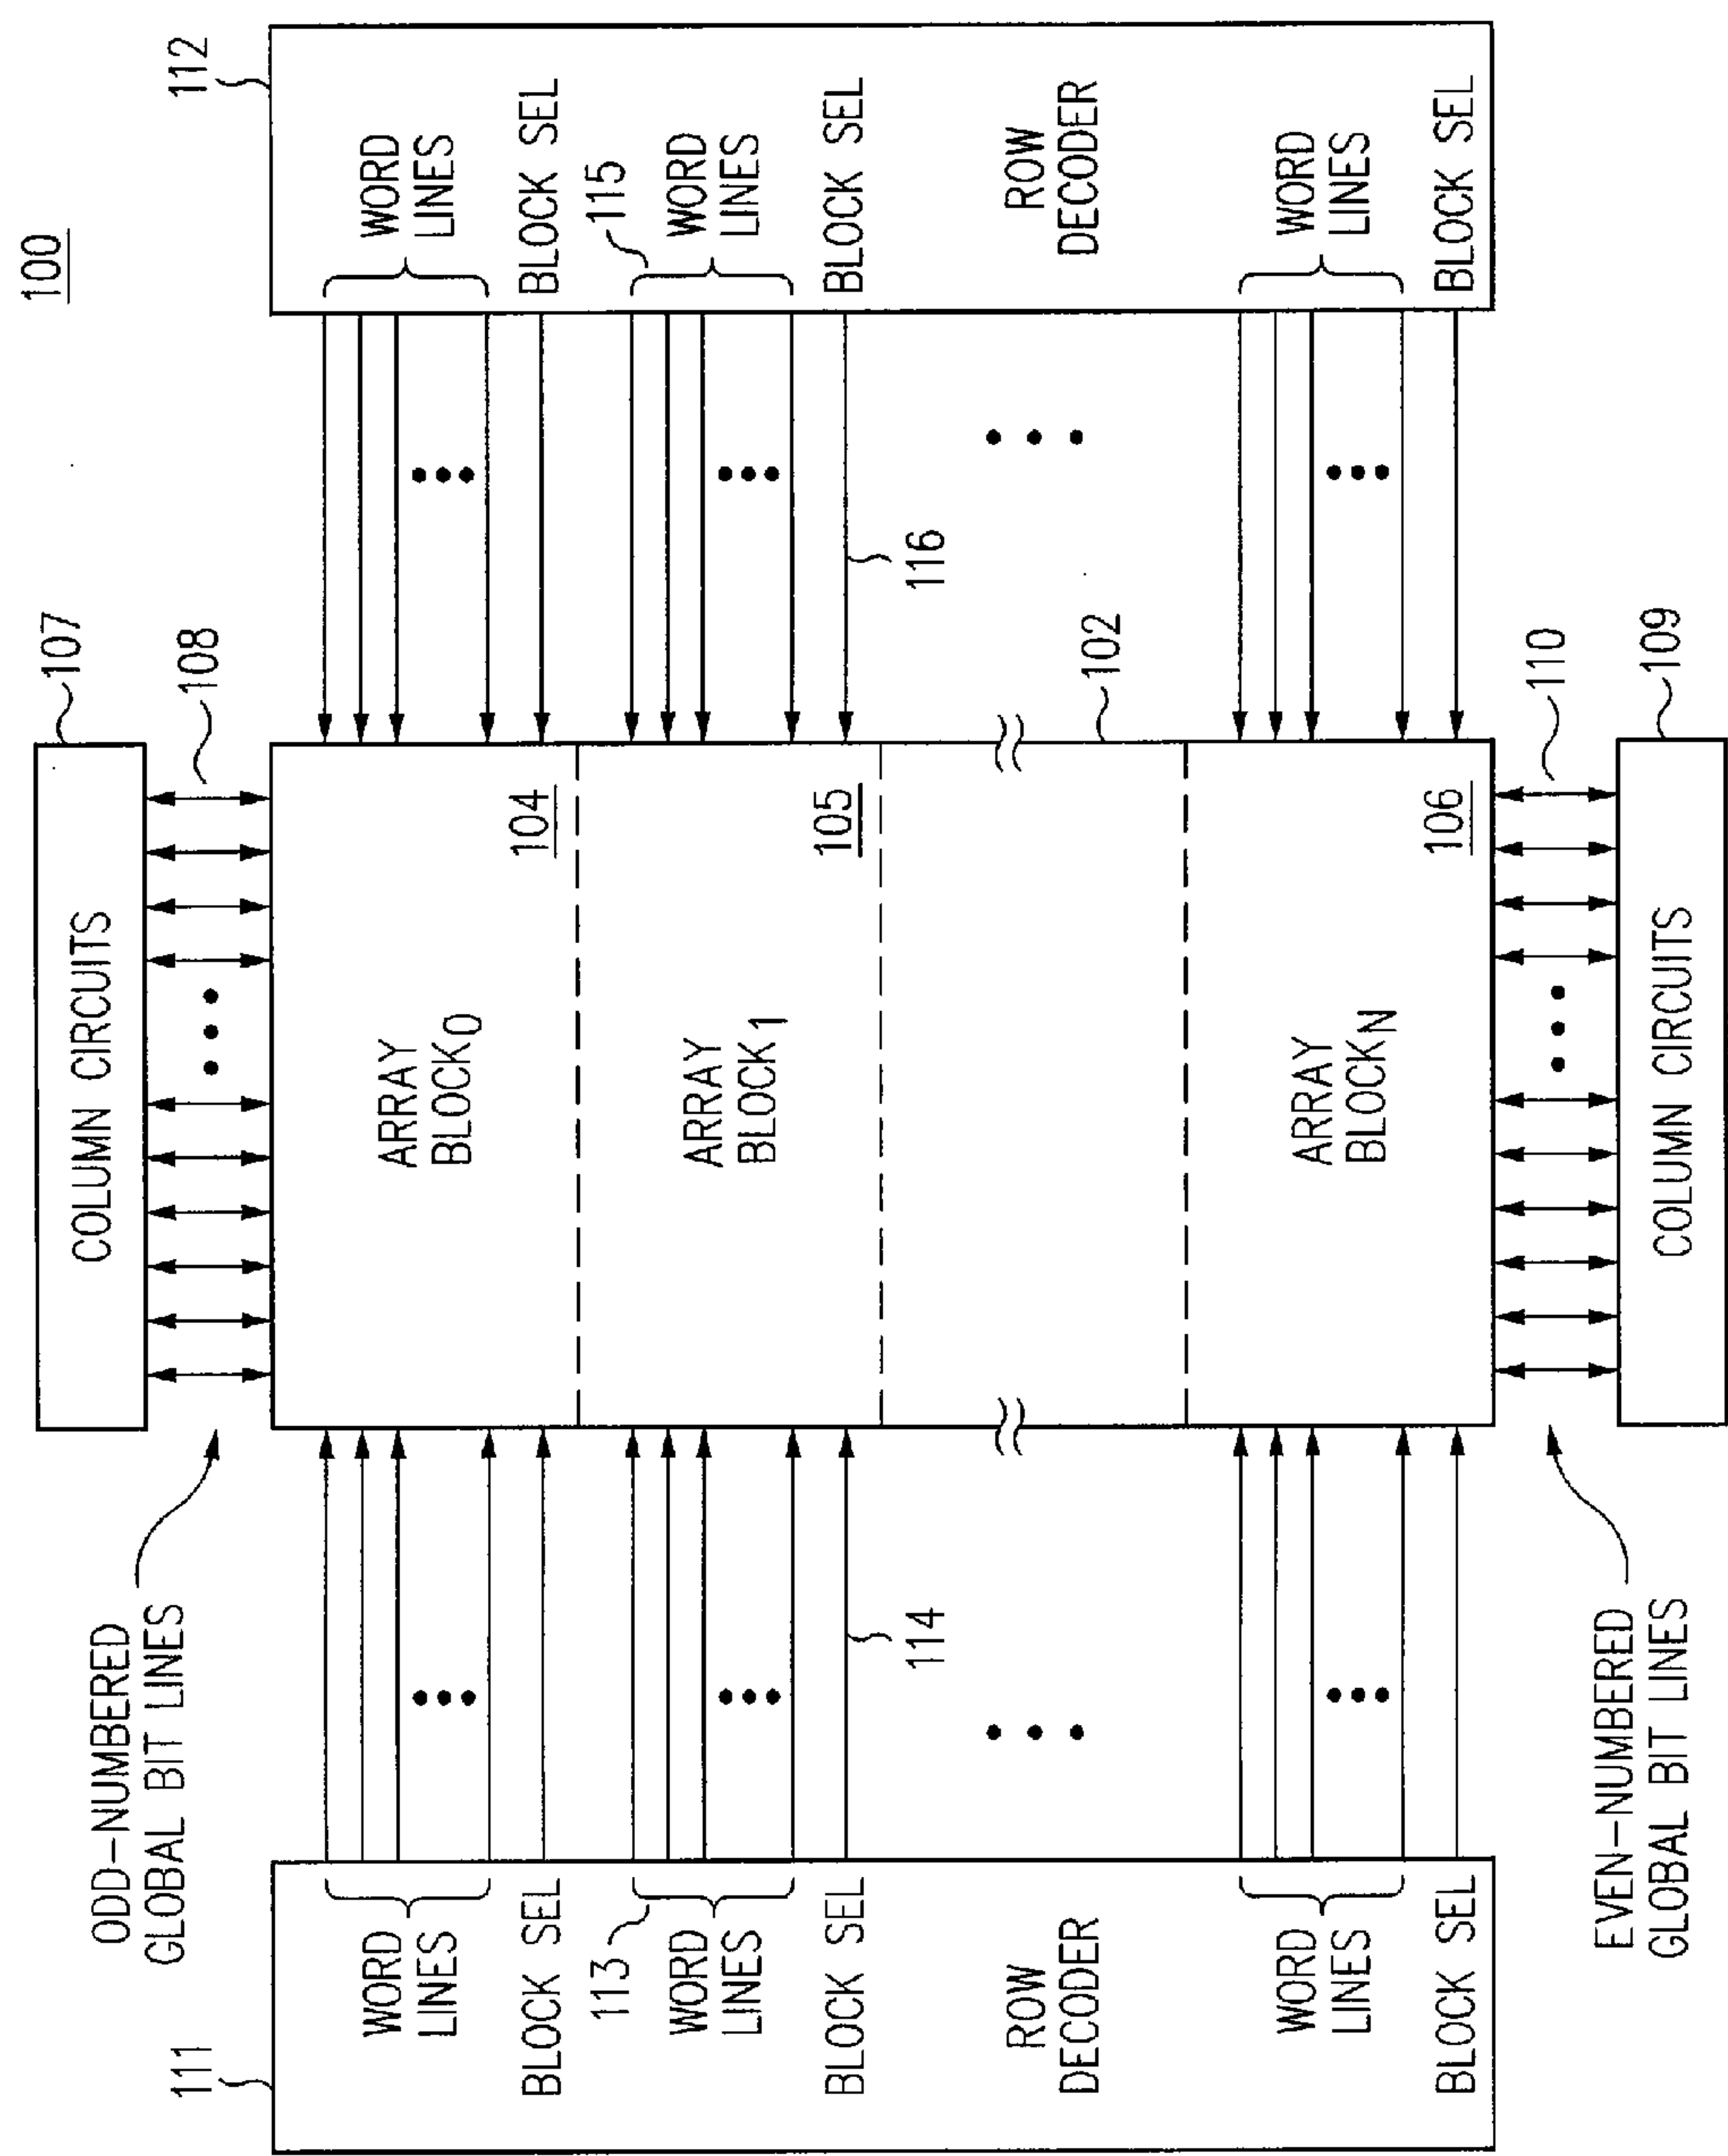 100
107
COLUMN CIRCUITS
108
ODD-NUMBERED
GLOBAL BIT LINES
111
WORD
LINES
BLOCK SEL
113
WORD
LINES
BLOCK SEL
114
ROW
DECODER
WORD
LINES
BLOCK SEL
ARRAY
BLOCK0
104
ARRAY
BLOCK1
105
102
ARRAY
BLOCKN
106
112
WORD
LINES
BLOCK SEL
115
WORD
LINES
BLOCK SEL
116
ROW
DECODER
WORD
LINES
BLOCK SEL
EVEN-NUMBERED
GLOBAL BIT LINES
110
109
COLUMN CIRCUITS